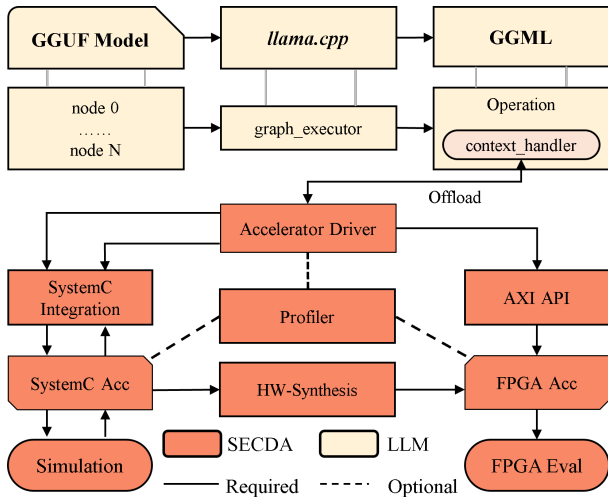 GGUF Model
llama.cpp
GGML
node 0
......
node N
graph_executor
Operation
context_handler
Offload
Accelerator Driver
SystemC
Integration
Profiler
AXI API
SystemC Acc
HW-Synthesis
FPGA Acc
Simulation
SECDA
LLM
FPGA Eval
Required
Optional